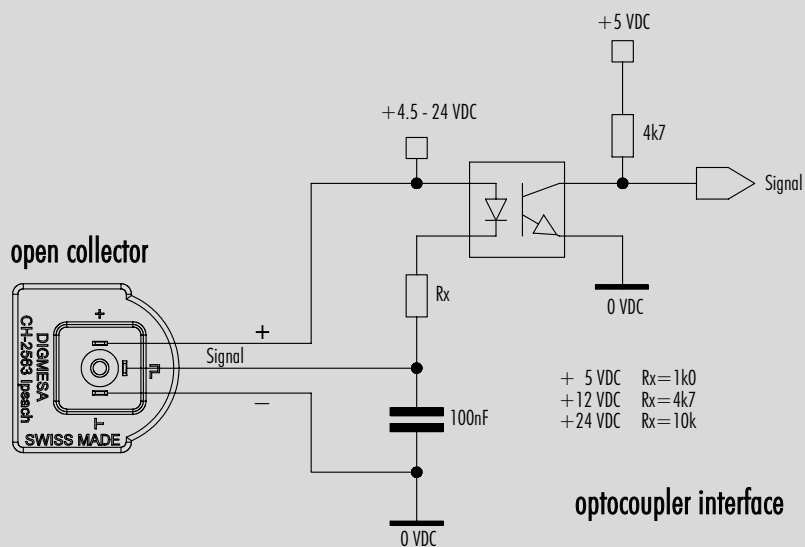 +5 VDC
+4.5 - 24 VDC
4k7
Signal
open collector
0 VDC
Rx
+
DIGMESA
CH-2563 Ipsach
SWISS MADE
+
Signal
–
100nF
+ 5 VDC Rx=1k0
+12 VDC Rx=4k7
+24 VDC Rx=10k
optocoupler interface
0 VDC